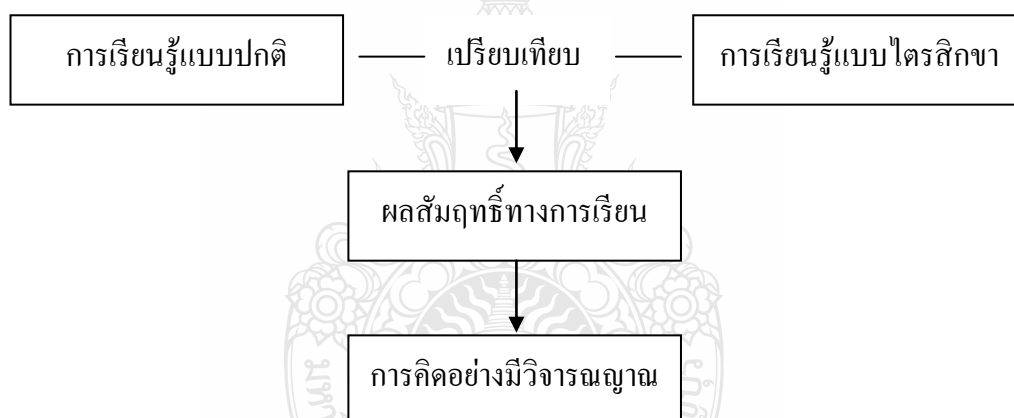 การเรียนรู้แบบปกติ เปรียบเทียบ การเรียนรู้แบบไตรสิกขา
ผลสัมฤทธิ์ทางการเรียน
การคิดอย่างมีวิจารณญาณ